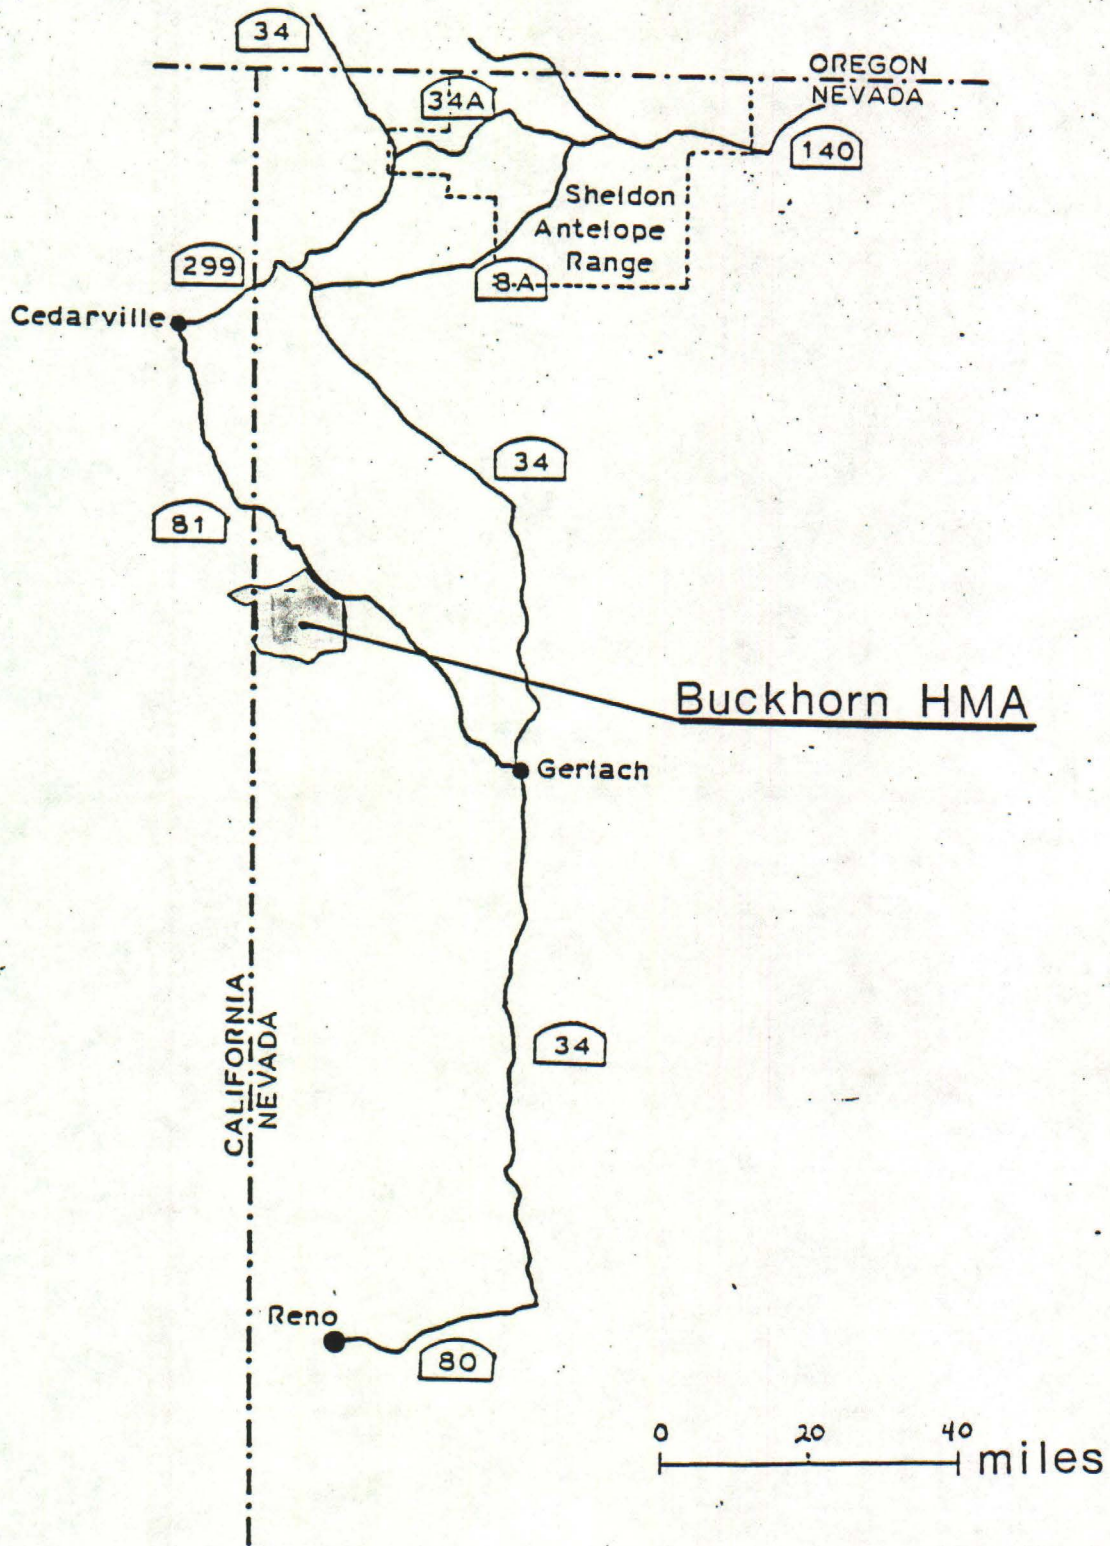 34
OREGON
NEVADA
34A
140
Sheldon
Antelope
Range
299
8-A
Cedarville
34
81
Buckhorn HMA
Gerlach
CALIFORNIA
NEVADA
34
Reno
80
0 20 40
miles